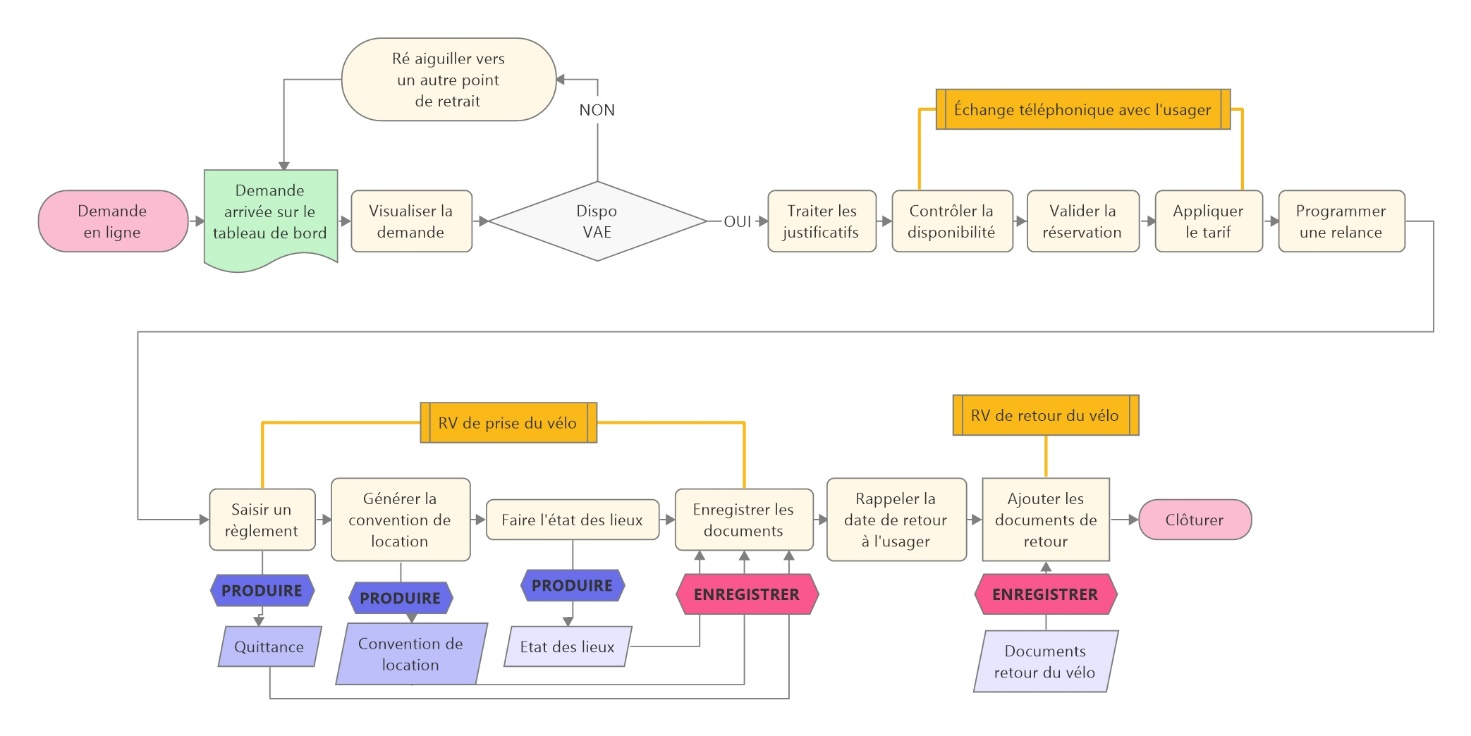 Ré aiguiller vers
un autre point
de retrait
NON
Échange téléphonique avec l'usager
Demande
en ligne
Demande
arrivée sur le
tableau de bord
Visualiser la
demande
Dispo
VAE
OUI
Traiter les
justificatifs
Contrôler la
disponibilité
Valider la
réservation
Appliquer
le tarif
Programmer
une relance
RV de prise du vélo
RV de retour du vélo
Saisir un
règlement
Générer la
convention de
location
Faire l'état des lieux
Enregistrer les
documents
Rappeler la
date de retour
à l'usager
Ajouter les
documents de
retour
Clôturer
PRODUIRE
PRODUIRE
PRODUIRE
ENREGISTRER
ENREGISTRER
Quittance
Convention de
location
Etat des lieux
Documents
retour du vélo